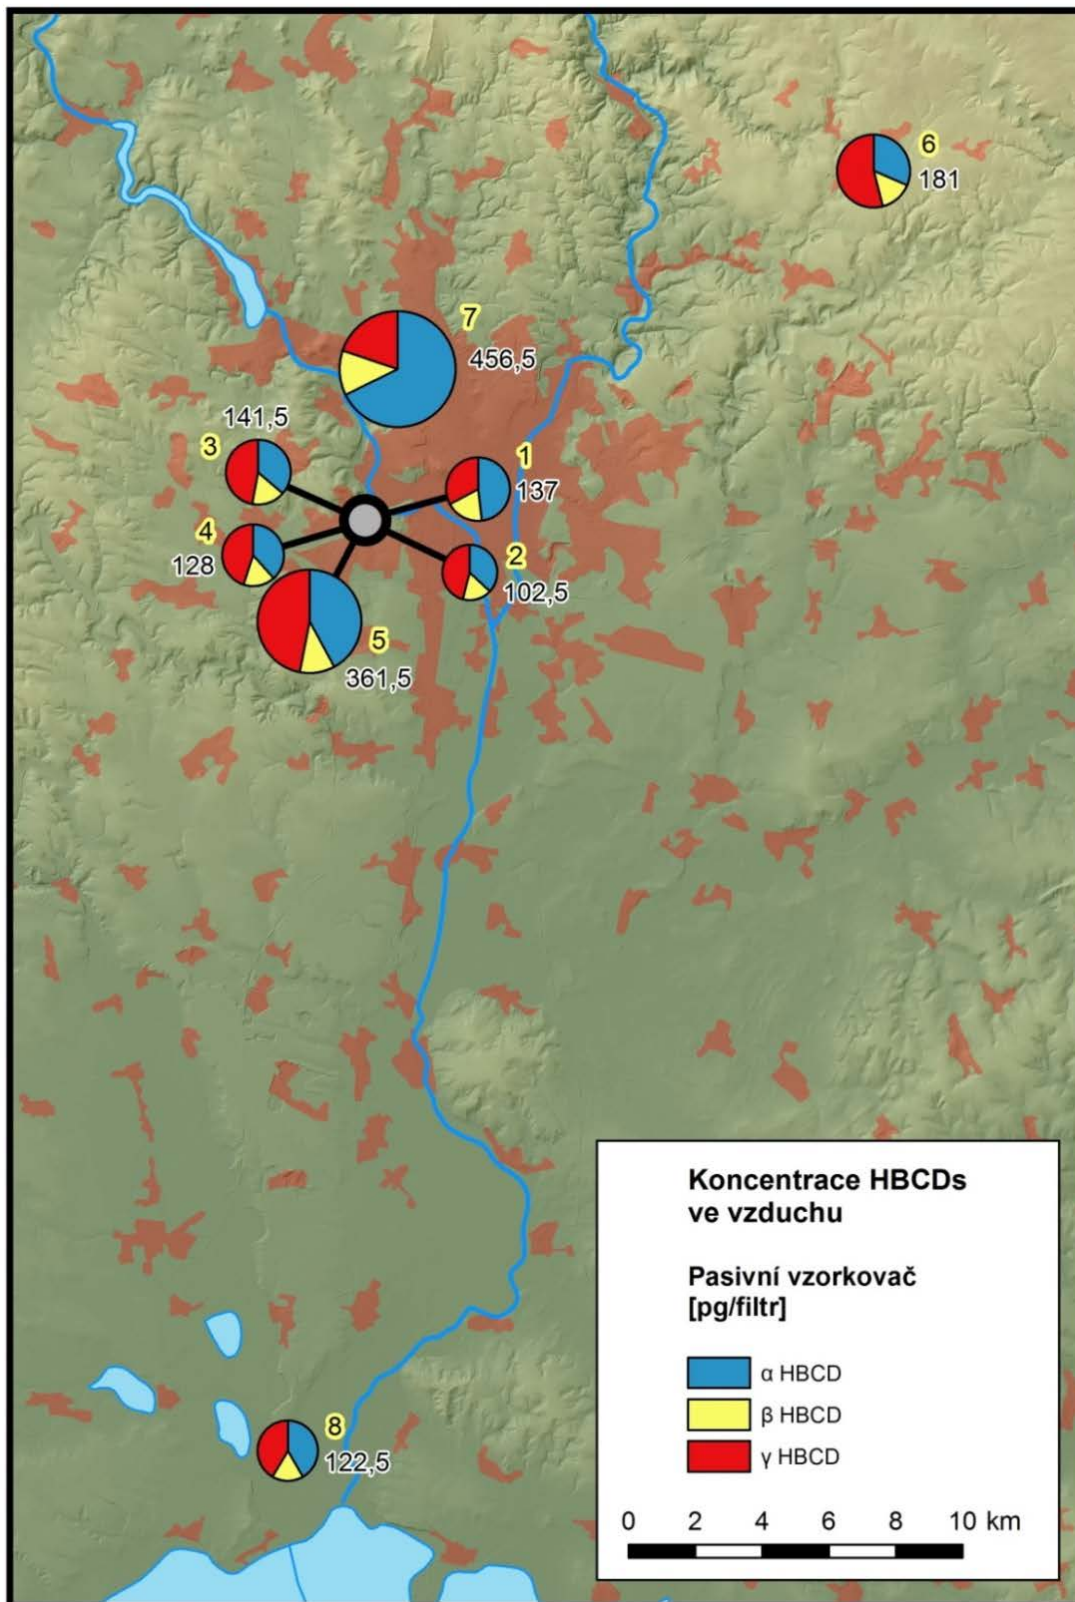 6
181
7
456,5
141,5
3
1
137
4
128
2
102,5
5
361,5
Koncentrace HBCDs
ve vzduchu
Pasivní vzorkovač
[pg/filtr]
α HBCD
β HBCD
γ HBCD
0 2 4 6 8 10 km
8
122,5